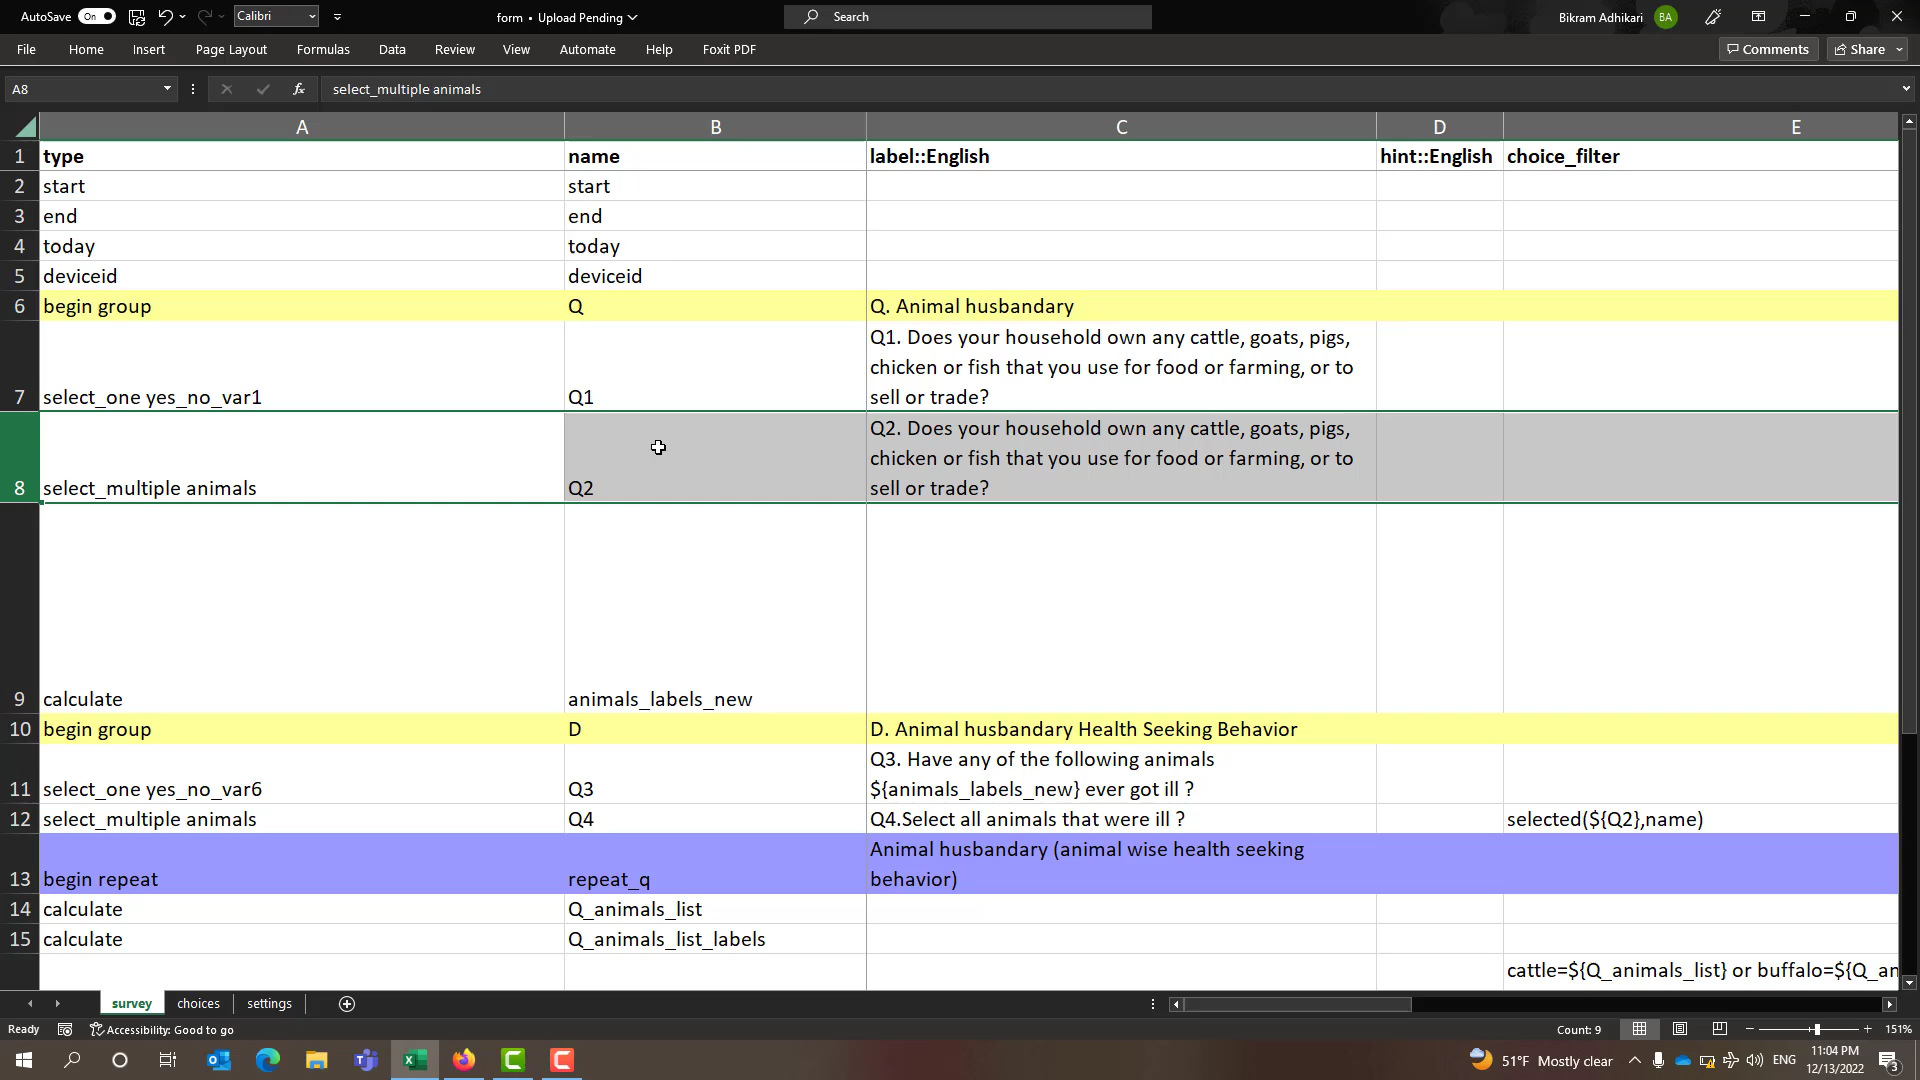 AutoSave On Calibri form • Upload Pending Search Bikram Adhikari BA
File Home Insert Page Layout Formulas Data Review View Automate Help Foxit PDF Comments Share
A8 fx select_multiple animals
A B C D E
1 type name label::English hint::English choice_filter
2 start start
3 end end
4 today today
5 deviceid deviceid
6 begin group Q Q. Animal husbandary
Q1. Does your household own any cattle, goats, pigs,
chicken or fish that you use for food or farming, or to
7 select_one yes_no_var1 Q1 sell or trade?
Q2. Does your household own any cattle, goats, pigs,
chicken or fish that you use for food or farming, or to
8 select_multiple animals Q2 sell or trade?
9 calculate animals_labels_new
10 begin group D D. Animal husbandary Health Seeking Behavior
Q3. Have any of the following animals
11 select_one yes_no_var6 Q3 ${animals_labels_new} ever got ill ?
12 select_multiple animals Q4 Q4.Select all animals that were ill ? selected(${Q2},name)
Animal husbandary (animal wise health seeking
13 begin repeat repeat_q behavior)
14 calculate Q_animals_list
15 calculate Q_animals_list_labels
cattle=${Q_animals_list} or buffalo=${Q_an
survey choices settings
Ready Accessibility: Good to go Count: 9 151%
51°F Mostly clear ENG 11:04 PM
12/13/2022 3